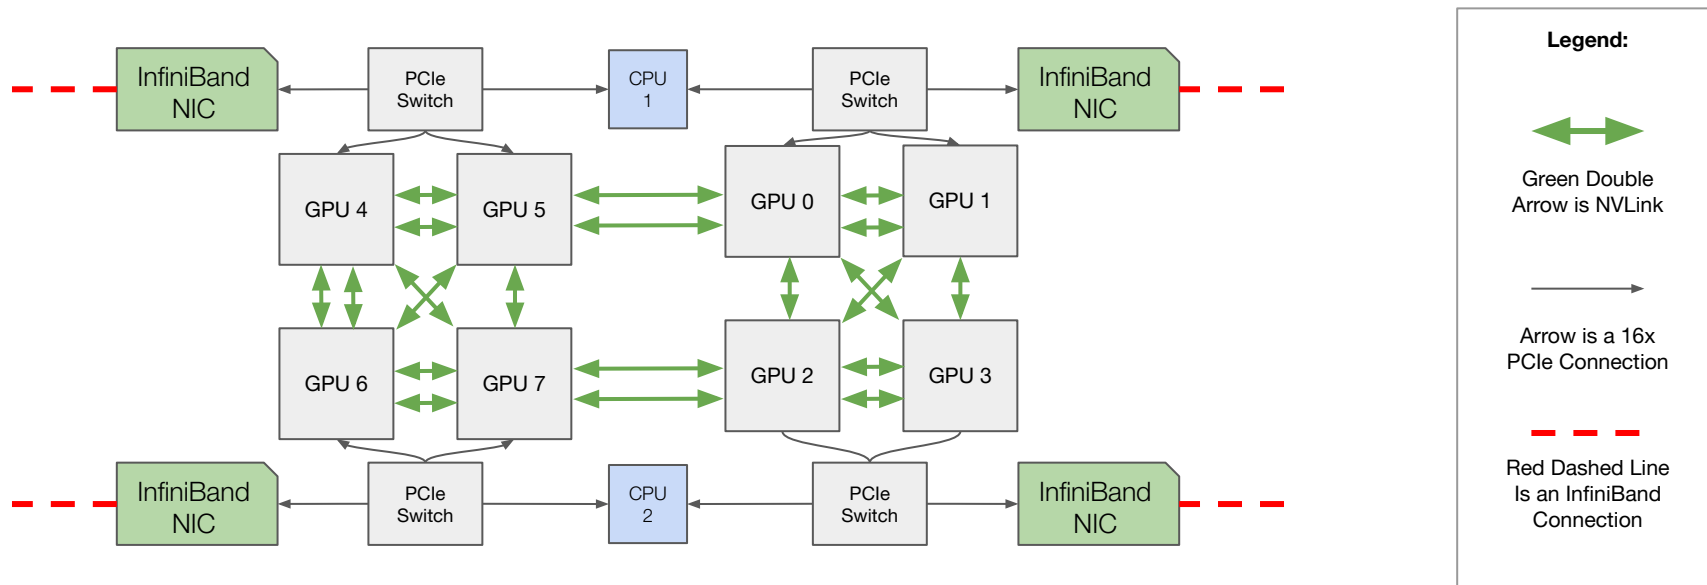 InfiniBand
NIC
PCIe
Switch
CPU
1
PCIe
Switch
InfiniBand
NIC
GPU 4
GPU 5
GPU 0
GPU 1
GPU 6
GPU 7
GPU 2
GPU 3
InfiniBand
NIC
PCIe
Switch
CPU
2
PCIe
Switch
InfiniBand
NIC
Legend:
Green Double
Arrow is NVLink
Arrow is a 16x
PCIe Connection
Red Dashed Line
Is an InfiniBand
Connection